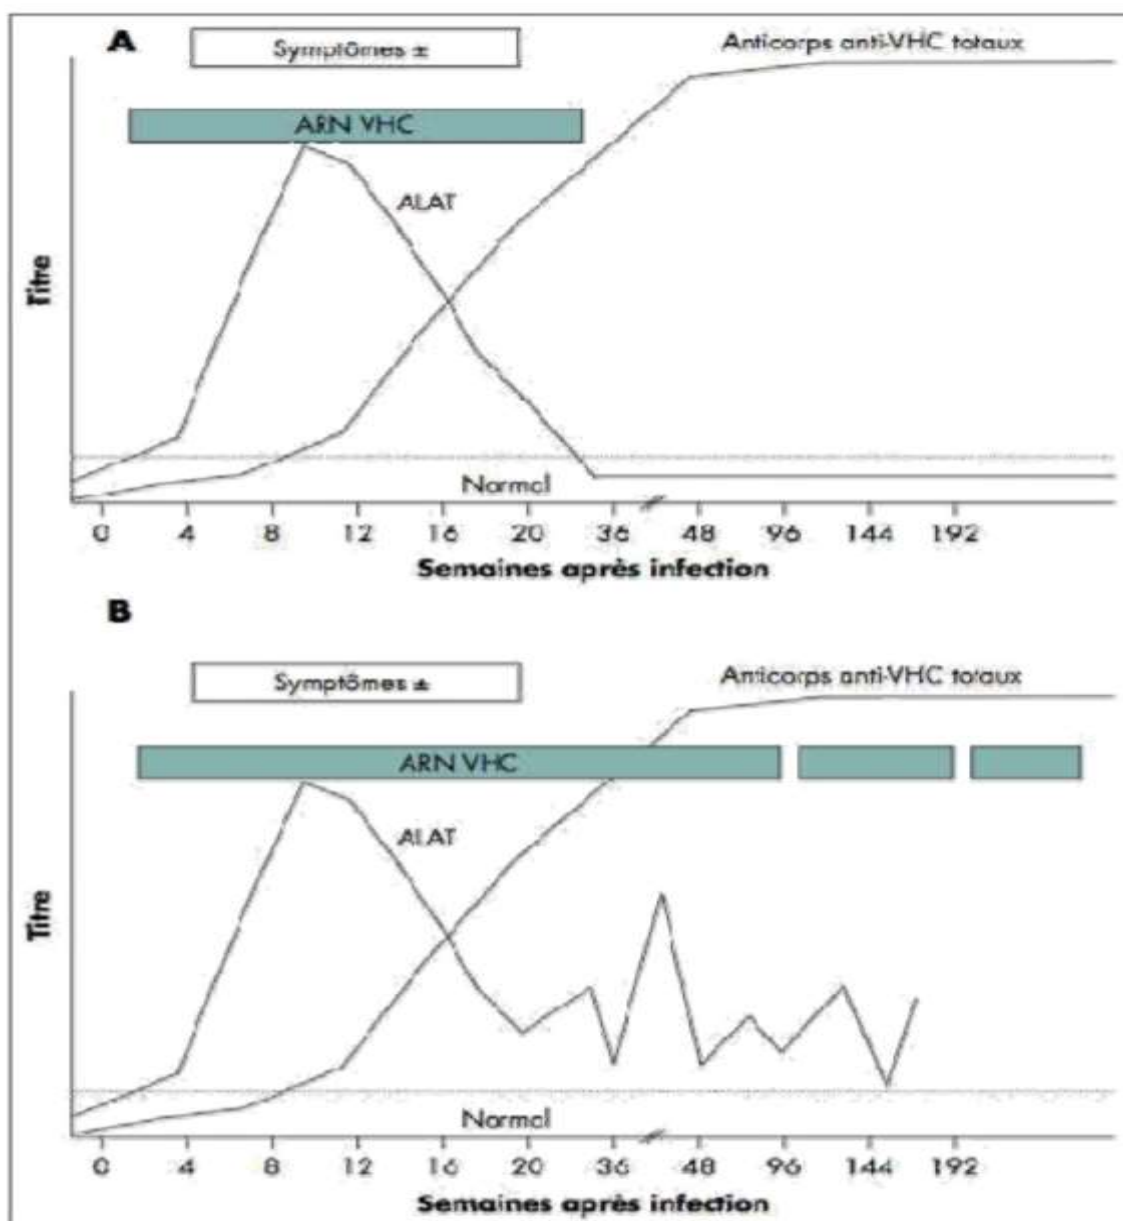 A
Symptômes ±
Anticorps anti-VHC totaux
ARN VHC
ALAT
Titre
Normal
0 4 8 12 16 20 36 48 96 144 192
Semaines après infection
B
Symptômes ±
Anticorps anti-VHC totaux
ARN VHC
ALAT
Titre
Normal
0 4 8 12 16 20 36 48 96 144 192
Semaines après infection